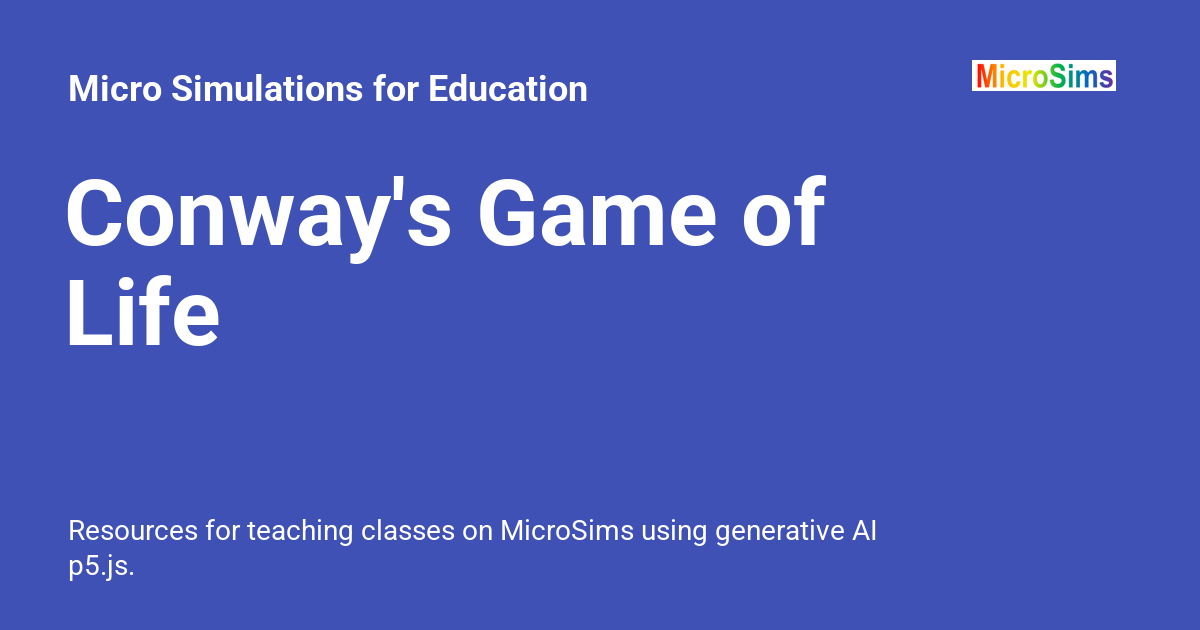 Micro Simulations for Education
MicroSims
Conway's Game of
Life
Resources for teaching classes on MicroSims using generative AI
p5.js.